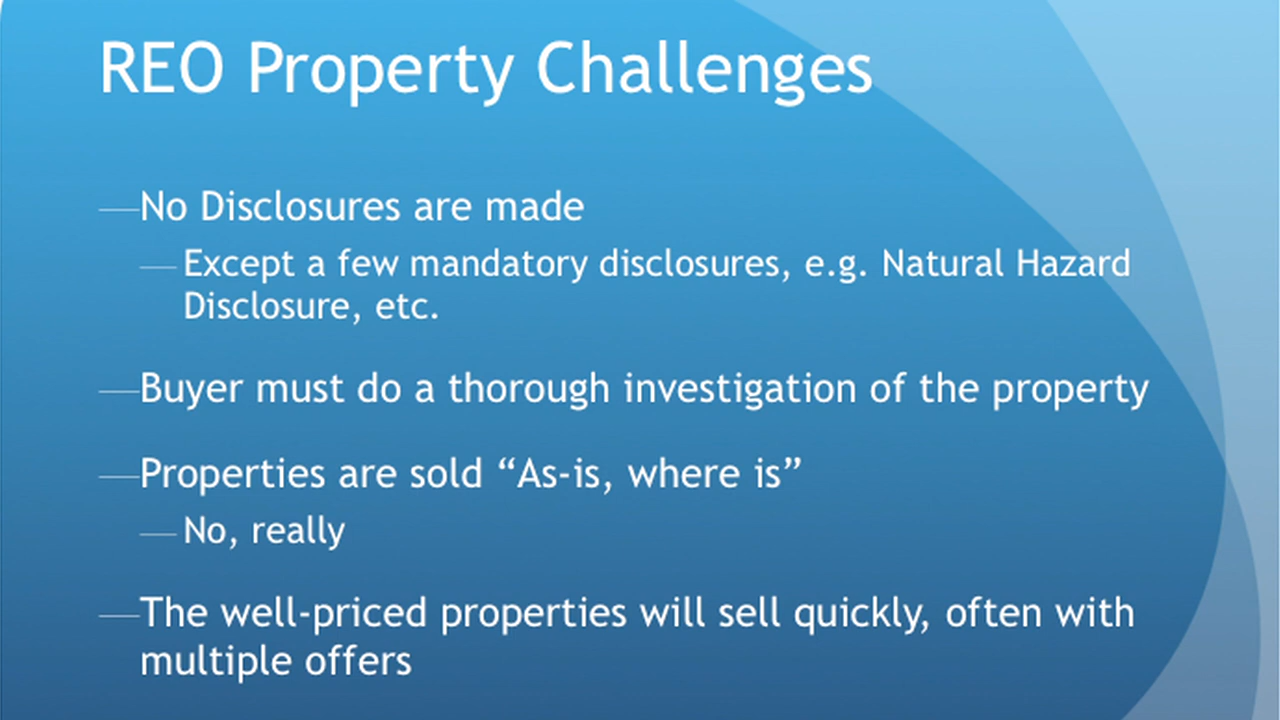 REO Property Challenges
—No Disclosures are made
— Except a few mandatory disclosures, e.g. Natural Hazard
Disclosure, etc.
—Buyer must do a thorough investigation of the property
—Properties are sold “As-is, where is”
— No, really
—The well-priced properties will sell quickly, often with
multiple offers